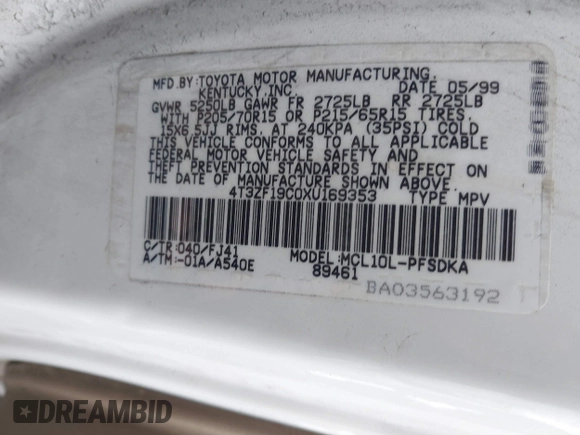 MFD.BY:TOYOTA MOTOR MANUFACTURING,
KENTUCKY,INC. DATE 05/99
GVWR 5250LB GAWR FR 2725LB RR 2725LB
WITH P205/70R15 OR P215/65R15 TIRES,
15X6.5JJ RIMS, AT 240KPA (35PSI) COLD
THIS VEHICLE CONFORMS TO ALL APPLICABLE
FEDERAL MOTOR VEHICLE SAFETY AND
THEFT PREVENTION STANDARDS IN EFFECT ON
THE DATE OF MANUFACTURE SHOWN ABOVE.
4T3ZF19C0XU169353 TYPE MPV
C/TR:040/FJ41 MODEL:MCL10L-PFSDKA
A/TM:-01A/A540E 89461
BA03563192
DREAMBID